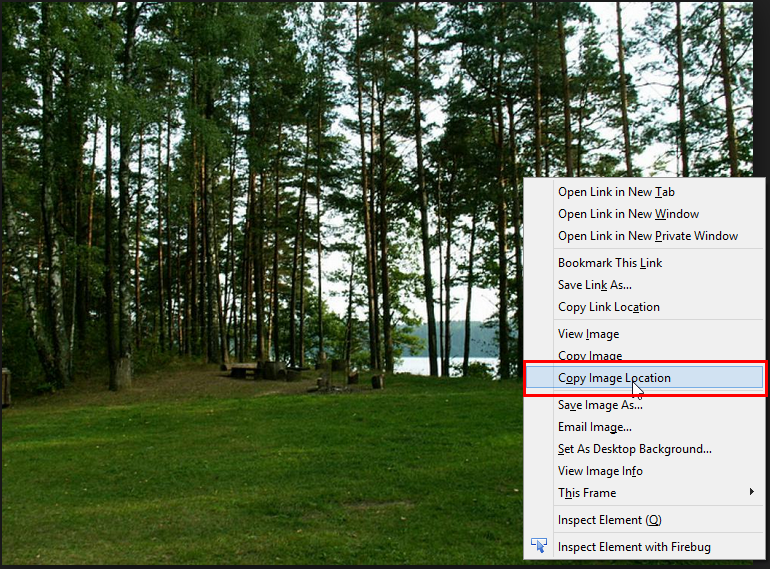 Open Link in New Tab
Open Link in New Window
Open Link in New Private Window
Bookmark This Link
Save Link As...
Copy Link Location
View Image
Copy Image
Copy Image Location
Save Image As...
Email Image...
Set As Desktop Background...
View Image Info
This Frame
Inspect Element (Q)
Inspect Element with Firebug